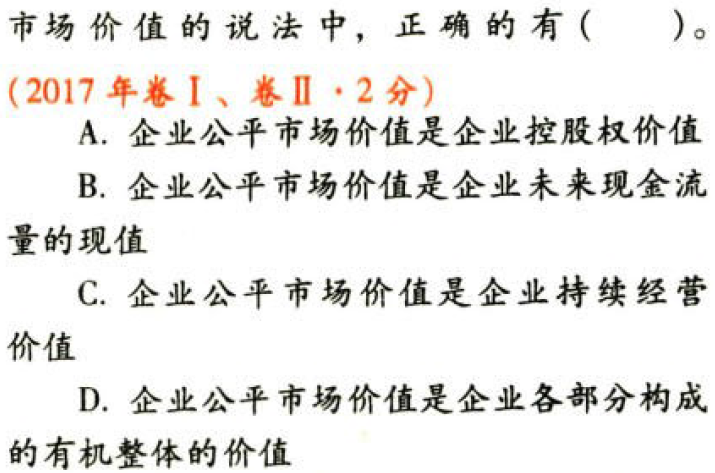 市场价值的说法中，正确的有(　　)。
(2017 年卷Ⅰ、卷Ⅱ·2 分)
A. 企业公平市场价值是企业控股权价值
B. 企业公平市场价值是企业未来现金流
量的现值
C. 企业公平市场价值是企业持续经营
价值
D. 企业公平市场价值是企业各部分构成
的有机整体的价值